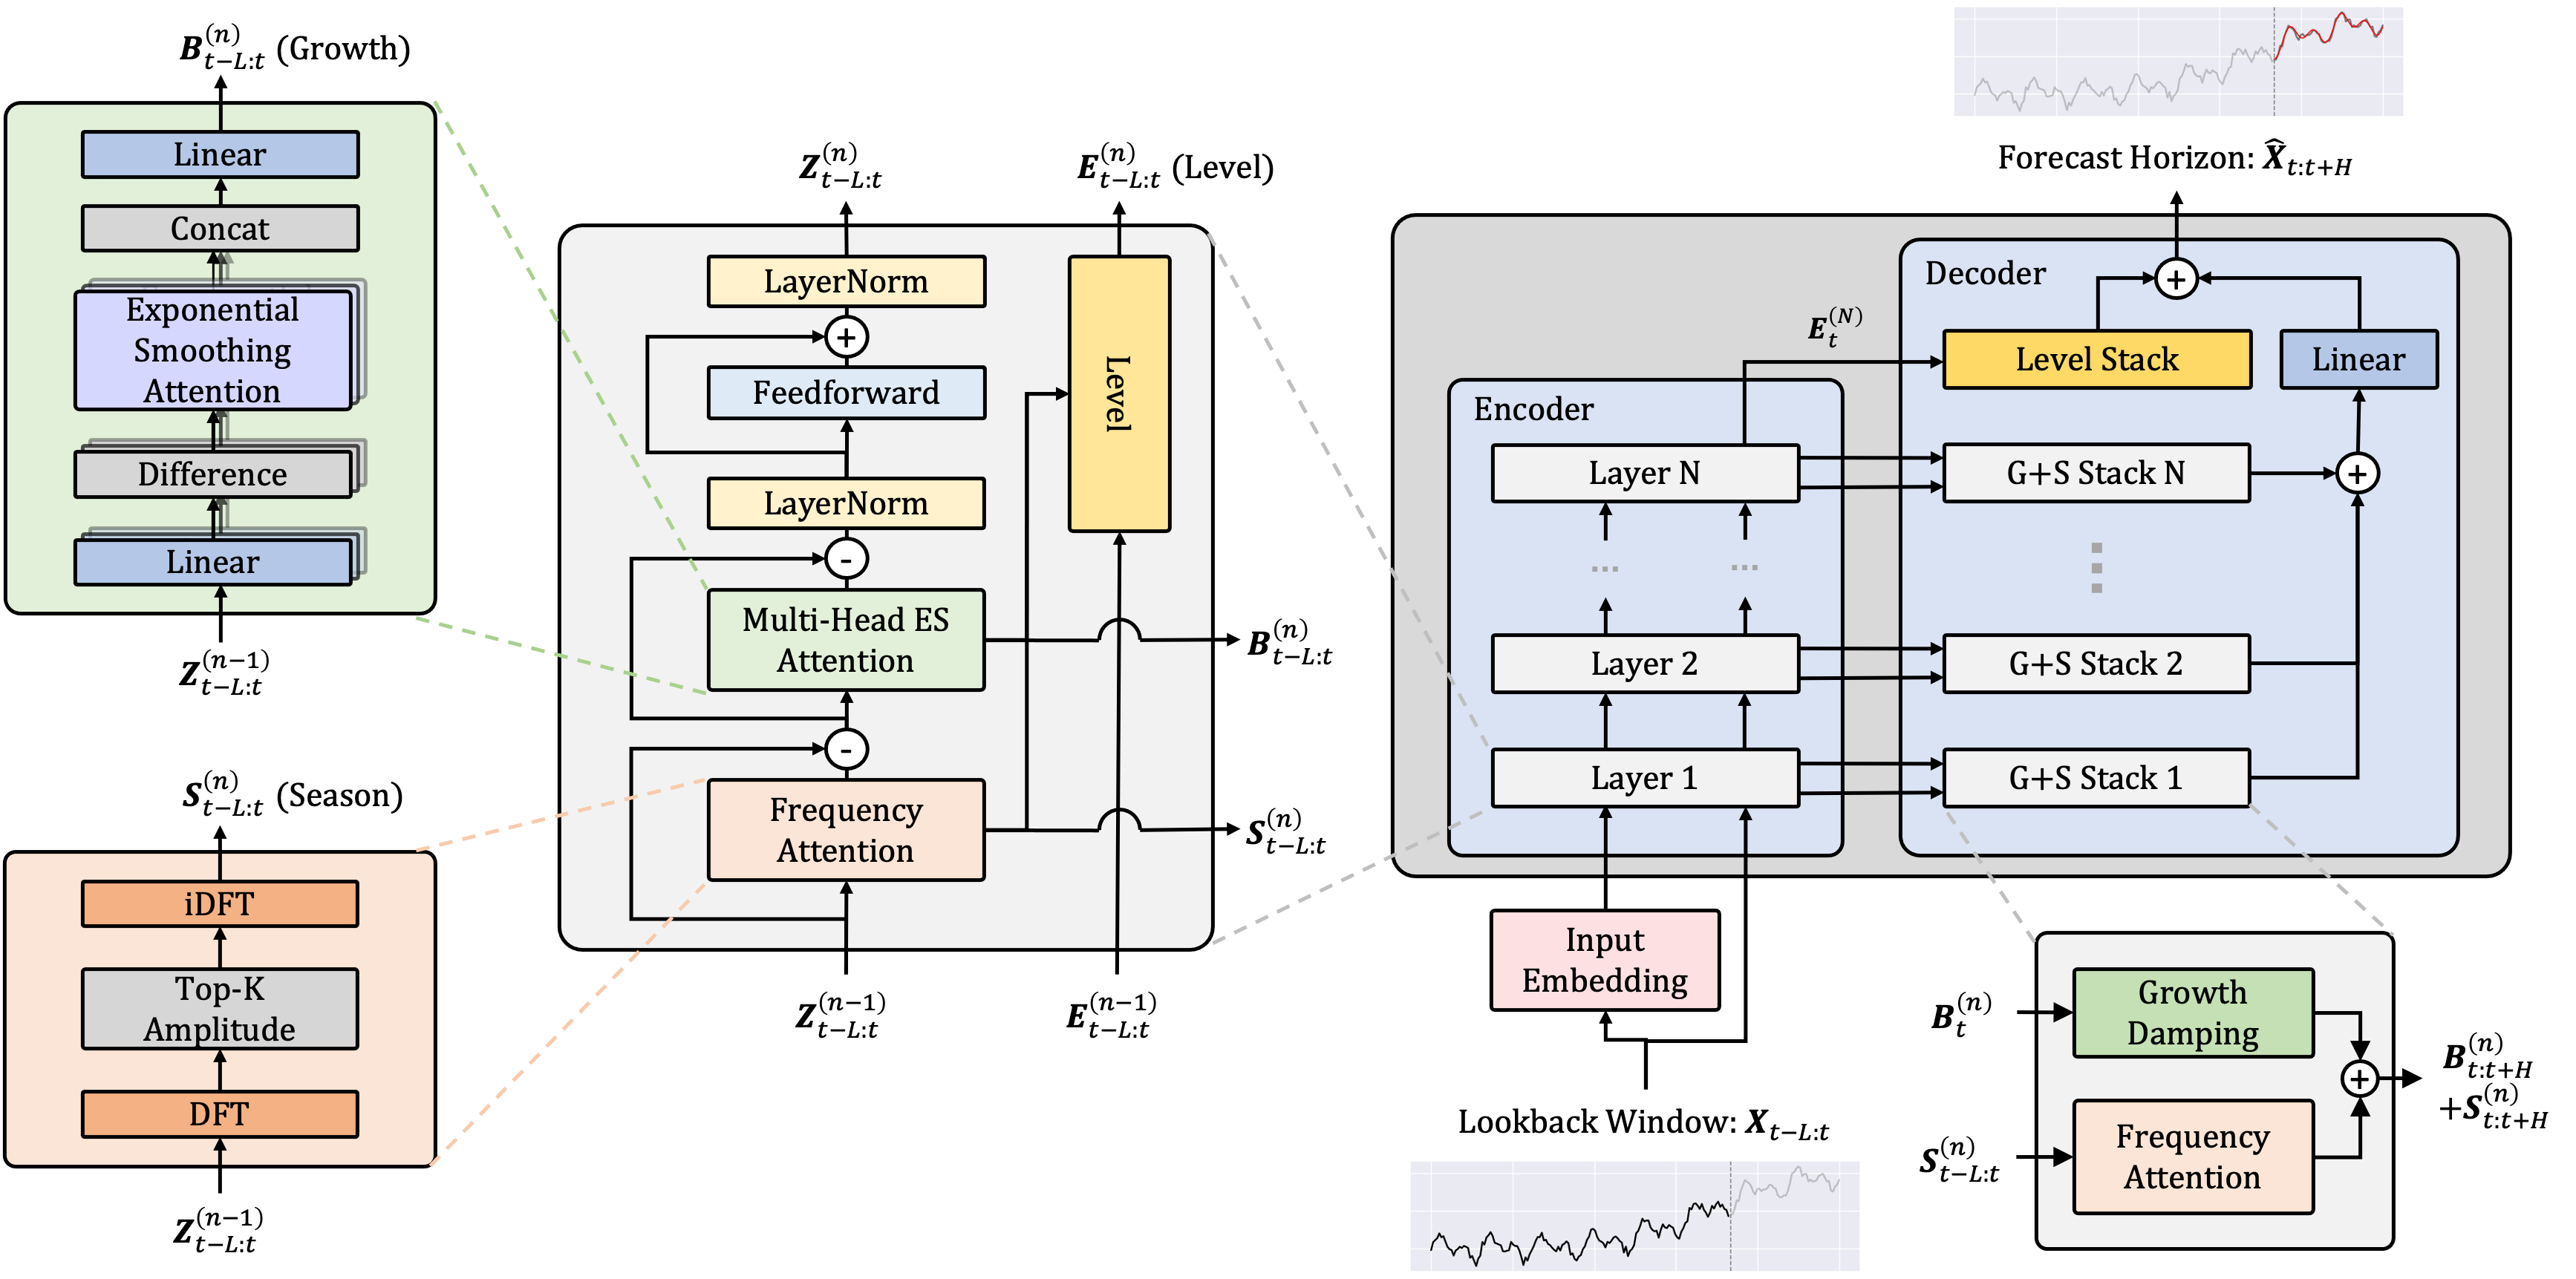 B_{t−L:t}^{(n)} (Growth)
Linear
Concat
Exponential
Smoothing
Attention
Difference
Linear
Z_{t−L:t}^{(n−1)}
S_{t−L:t}^{(n)} (Season)
iDFT
Top-K
Amplitude
DFT
Z_{t−L:t}^{(n−1)}
Z_{t−L:t}^{(n)}
E_{t−L:t}^{(n)} (Level)
LayerNorm
+
Feedforward
Level
LayerNorm
-
Multi-Head ES
Attention
B_{t−L:t}^{(n)}
-
Frequency
Attention
S_{t−L:t}^{(n)}
Z_{t−L:t}^{(n−1)}
E_{t−L:t}^{(n−1)}
Forecast Horizon: X̂_{t:t+H}
Decoder
+
E_t^{(N)}
Level Stack
Linear
Encoder
Layer N
G+S Stack N
+
...
...
Layer 2
G+S Stack 2
Layer 1
G+S Stack 1
Input
Embedding
Lookback Window: X_{t−L:t}
B_t^{(n)}
Growth
Damping
+
B_{t:t+H}^{(n)}
+S_{t:t+H}^{(n)}
S_{t−L:t}^{(n)}
Frequency
Attention